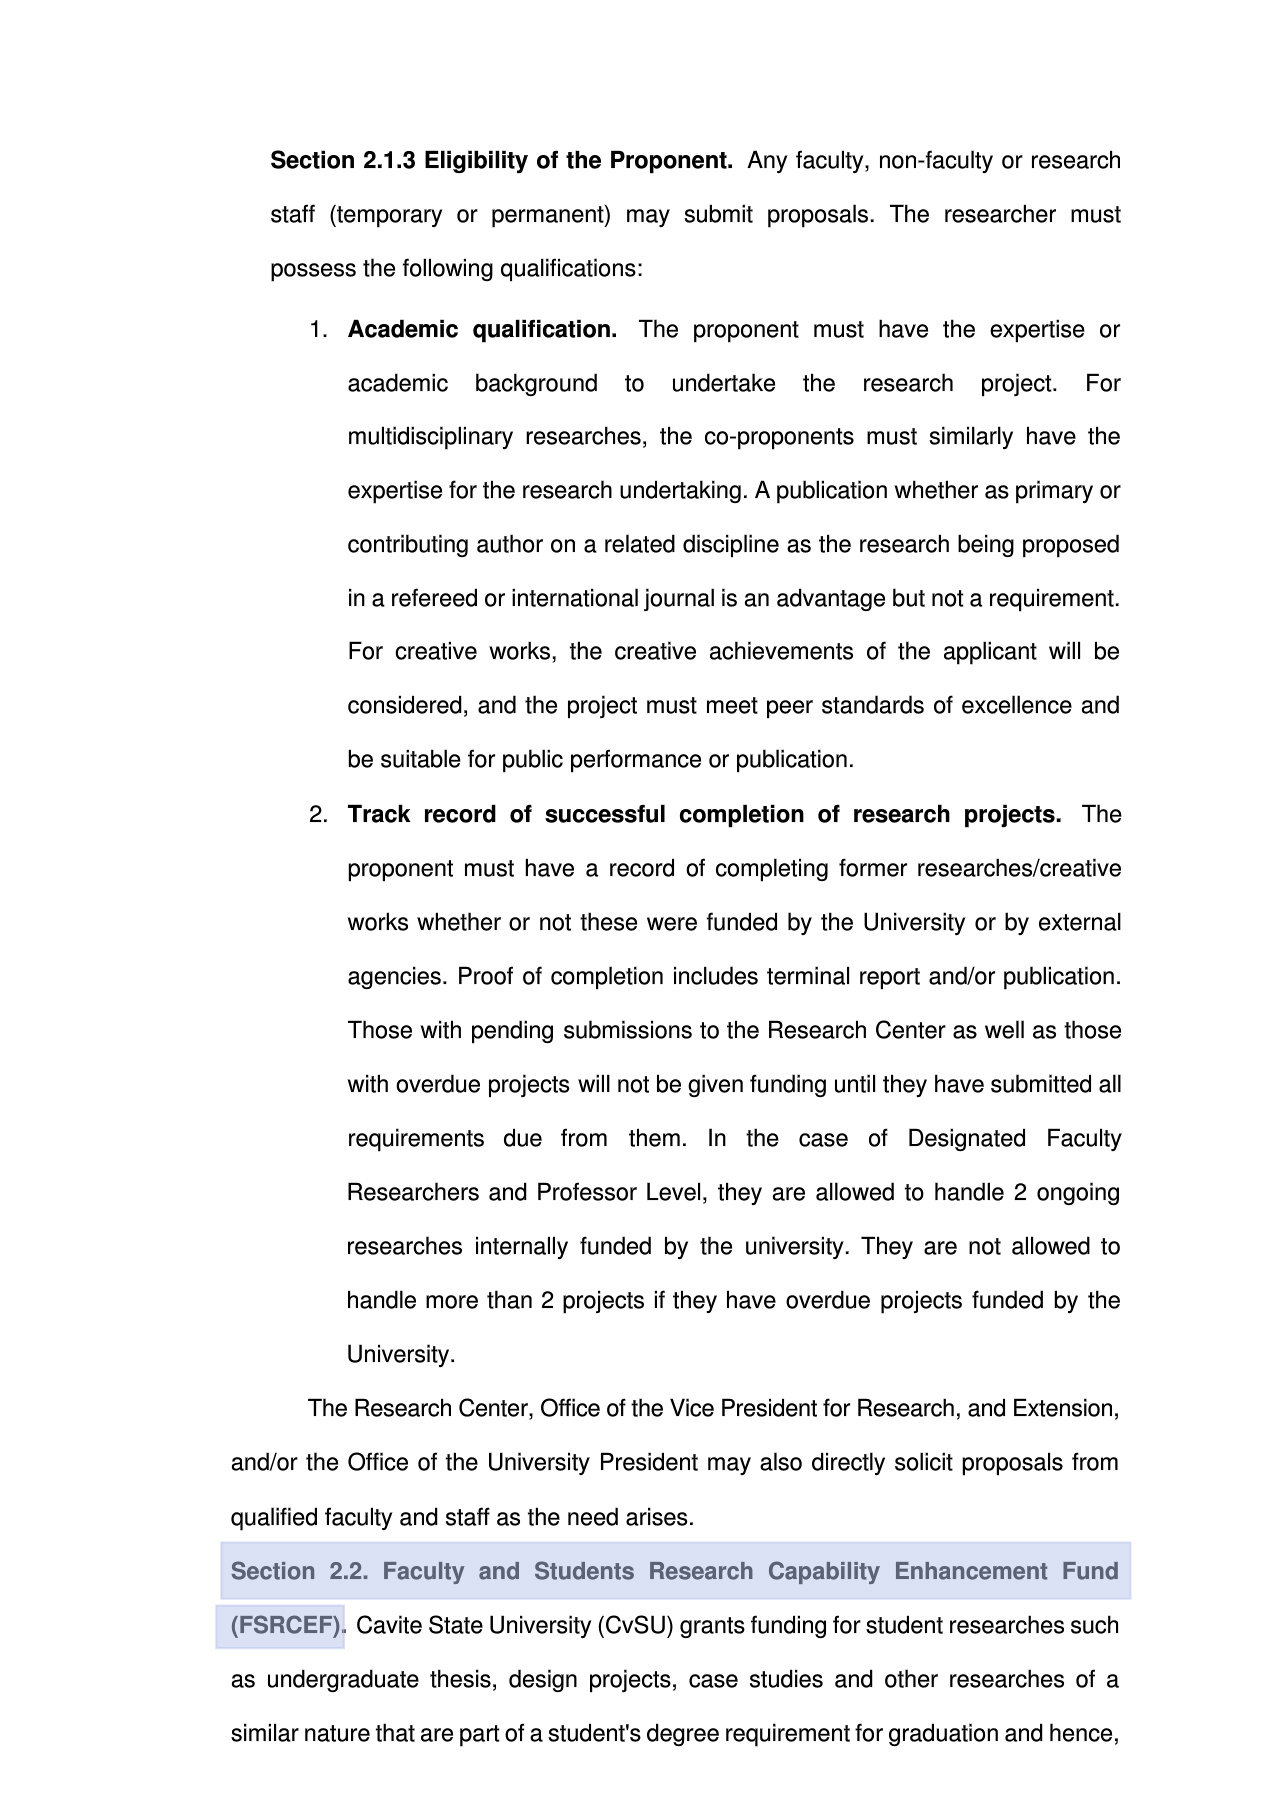 Section 2.1.3 Eligibility of the Proponent. Any faculty, non-faculty or research
staff (temporary or permanent) may submit proposals. The researcher must
possess the following qualifications:
1. Academic qualification. The proponent must have the expertise or
academic background to undertake the research project. For
multidisciplinary researches, the co-proponents must similarly have the
expertise for the research undertaking. A publication whether as primary or
contributing author on a related discipline as the research being proposed
in a refereed or international journal is an advantage but not a requirement.
For creative works, the creative achievements of the applicant will be
considered, and the project must meet peer standards of excellence and
be suitable for public performance or publication.
2. Track record of successful completion of research projects. The
proponent must have a record of completing former researches/creative
works whether or not these were funded by the University or by external
agencies. Proof of completion includes terminal report and/or publication.
Those with pending submissions to the Research Center as well as those
with overdue projects will not be given funding until they have submitted all
requirements due from them. In the case of Designated Faculty
Researchers and Professor Level, they are allowed to handle 2 ongoing
researches internally funded by the university. They are not allowed to
handle more than 2 projects if they have overdue projects funded by the
University.
The Research Center, Office of the Vice President for Research, and Extension,
and/or the Office of the University President may also directly solicit proposals from
qualified faculty and staff as the need arises.
Section 2.2. Faculty and Students Research Capability Enhancement Fund
(FSRCEF). Cavite State University (CvSU) grants funding for student researches such
as undergraduate thesis, design projects, case studies and other researches of a
similar nature that are part of a student's degree requirement for graduation and hence,